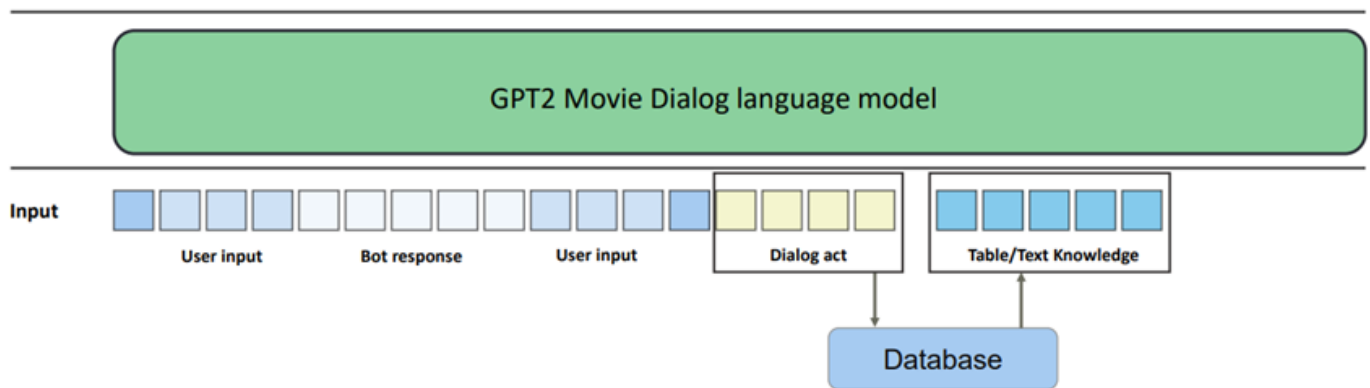 GPT2 Movie Dialog language model
Input
User input
Bot response
User input
Dialog act
Table/Text Knowledge
Database